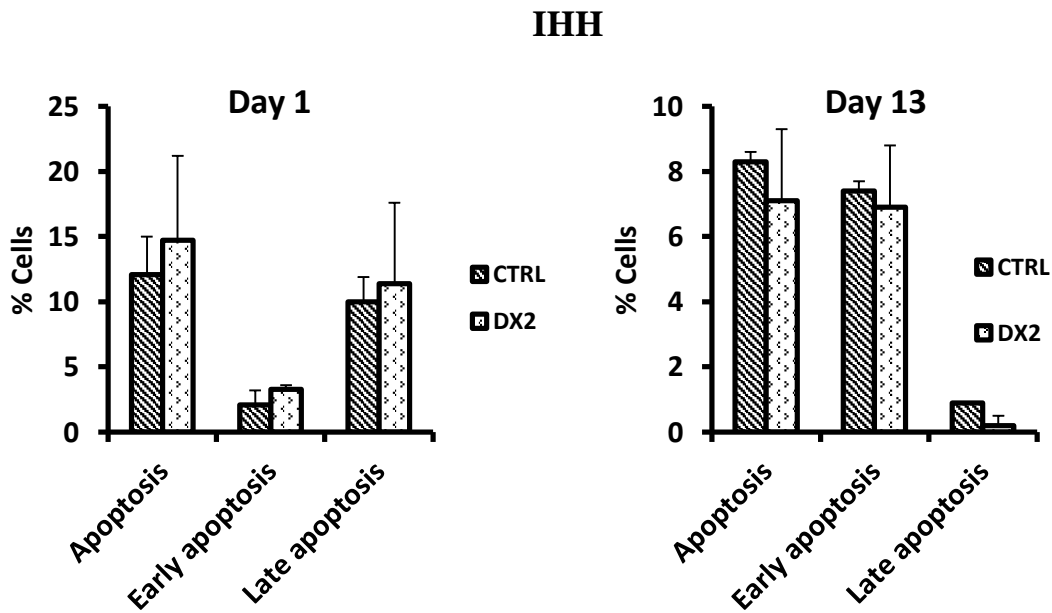 IHH
Day 1
25
20
15
10
5
0
% Cells
Apoptosis
Early apoptosis
Late apoptosis
CTRL
DX2
Day 13
10
8
6
4
2
0
% Cells
Apoptosis
Early apoptosis
Late apoptosis
CTRL
DX2